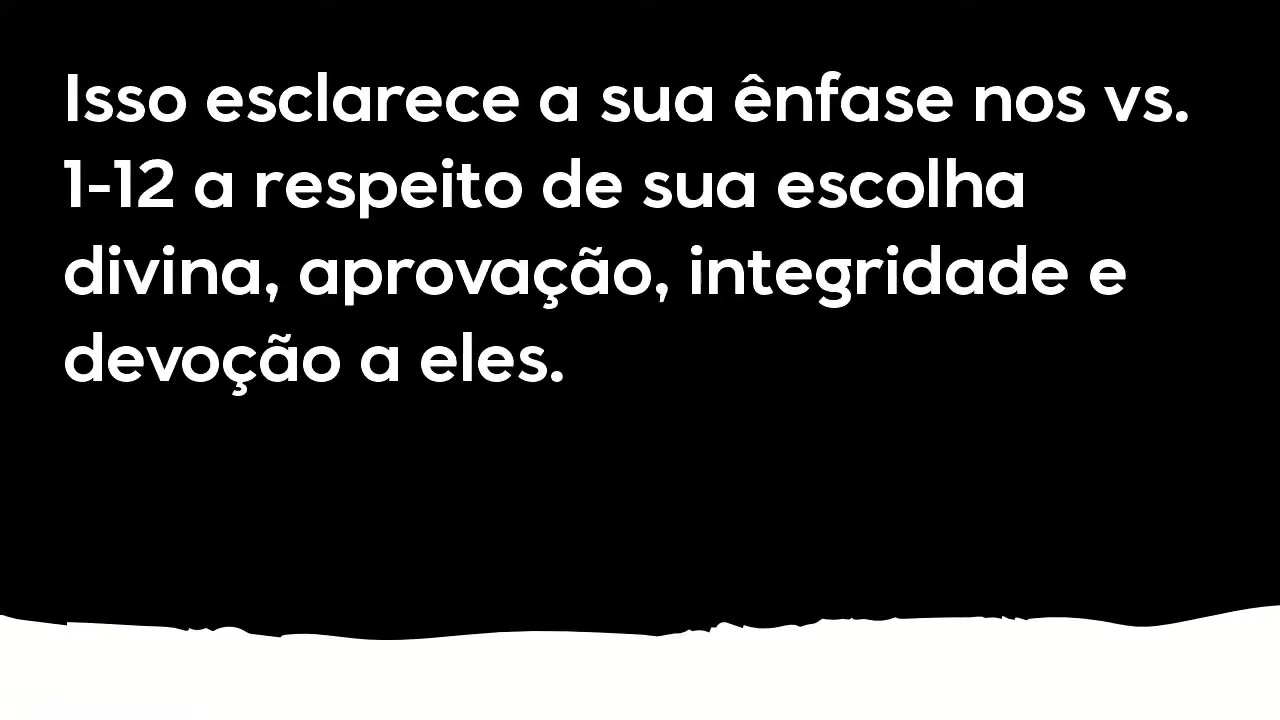 Isso esclarece a sua ênfase nos vs.
1-12 a respeito de sua escolha
divina, aprovação, integridade e
devoção a eles.